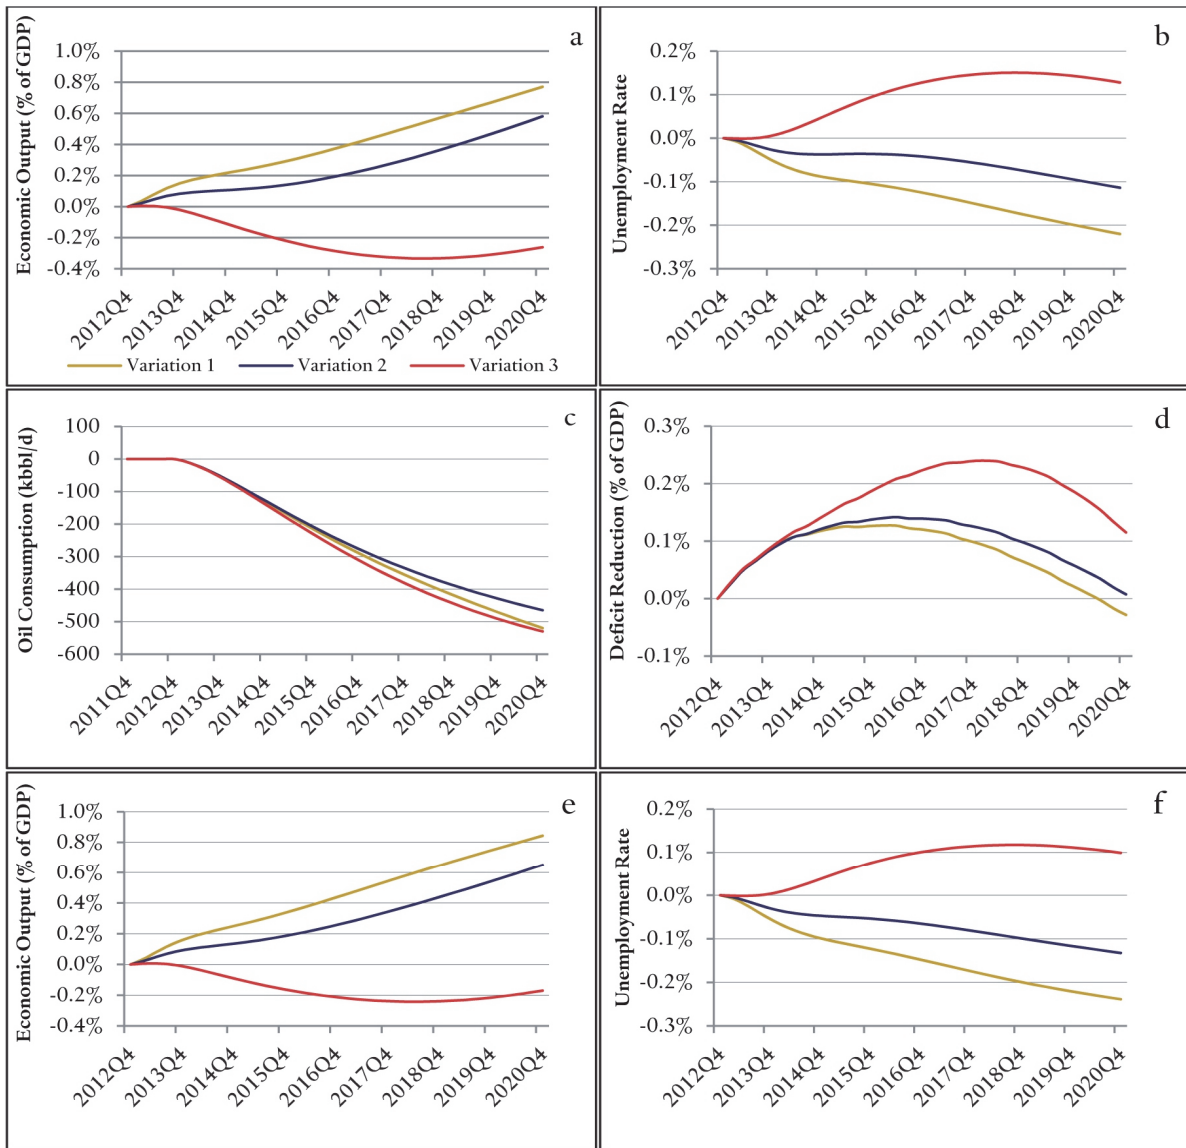 a
Economic Output (% of GDP)
1.0%
0.8%
0.6%
0.4%
0.2%
0.0%
-0.2%
-0.4%
2012Q4
2013Q4
2014Q4
2015Q4
2016Q4
2017Q4
2018Q4
2019Q4
2020Q4
Variation 1
Variation 2
Variation 3
b
Unemployment Rate
0.2%
0.1%
0.0%
-0.1%
-0.2%
-0.3%
2012Q4
2013Q4
2014Q4
2015Q4
2016Q4
2017Q4
2018Q4
2019Q4
2020Q4
c
Oil Consumption (kbbl/d)
100
0
-100
-200
-300
-400
-500
-600
2011Q4
2012Q4
2013Q4
2014Q4
2015Q4
2016Q4
2017Q4
2018Q4
2019Q4
2020Q4
d
Deficit Reduction (% of GDP)
0.3%
0.2%
0.1%
0.0%
-0.1%
2012Q4
2013Q4
2014Q4
2015Q4
2016Q4
2017Q4
2018Q4
2019Q4
2020Q4
e
Economic Output (% of GDP)
1.0%
0.8%
0.6%
0.4%
0.2%
0.0%
-0.2%
-0.4%
2012Q4
2013Q4
2014Q4
2015Q4
2016Q4
2017Q4
2018Q4
2019Q4
2020Q4
f
Unemployment Rate
0.2%
0.1%
0.0%
-0.1%
-0.2%
-0.3%
2012Q4
2013Q4
2014Q4
2015Q4
2016Q4
2017Q4
2018Q4
2019Q4
2020Q4